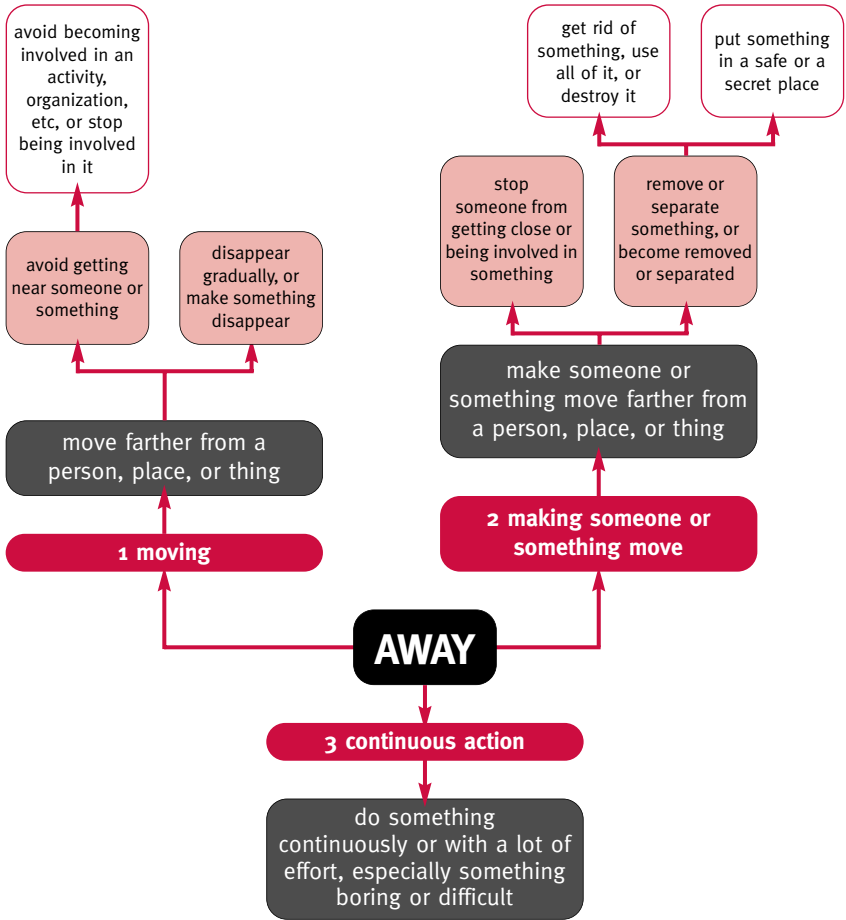 avoid becoming
involved in an
activity,
organization,
etc, or stop
being involved
in it
get rid of
something, use
all of it, or
destroy it
put something
in a safe or a
secret place
avoid getting
near someone or
something
disappear
gradually, or
make something
disappear
stop
someone from
getting close or
being involved in
something
remove or
separate
something, or
become removed
or separated
move farther from a
person, place, or thing
make someone or
something move farther from
a person, place, or thing
1 moving
2 making someone or
something move
AWAY
3 continuous action
do something
continuously or with a lot of
effort, especially something
boring or difficult